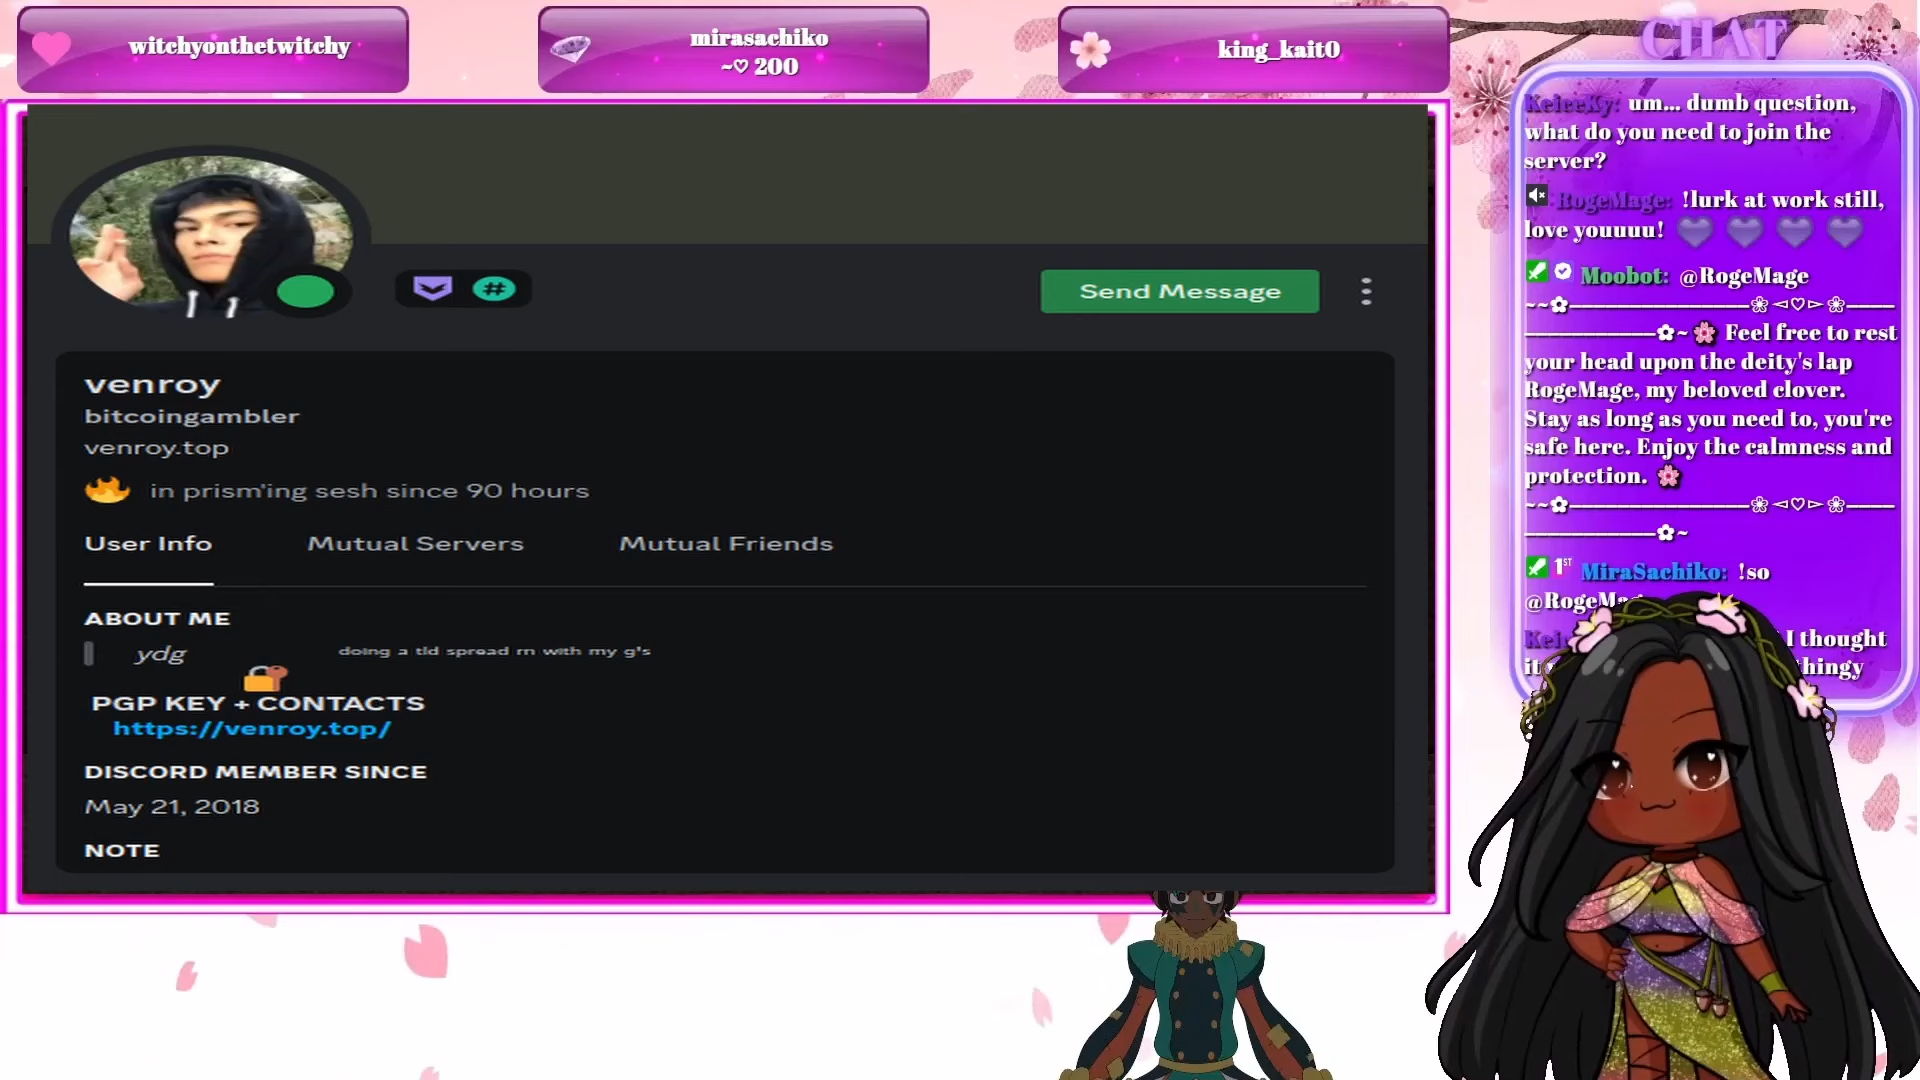 witchyonthetwitchy
mirasachiko
~♡ 200
king_kait0
CHAT
KeiceKy: um... dumb question,
what do you need to join the
server?
RogeMage: !lurk at work still,
love youuuu!
Moobot: @RogeMage
~~✿──────────❀◅♡▻❀───
────────✿~🌸 Feel free to rest
your head upon the deity's lap
RogeMage, my beloved clover.
Stay as long as you need to, you're
safe here. Enjoy the calmness and
protection. 🌸
~~✿──────────❀◅♡▻❀───
────────✿~
1ST MiraSachiko: !so
@RogeMa
I thought
thingy
Send Message
venroy
bitcoingambler
venroy.top
🔥 in prism'ing sesh since 90 hours
User Info Mutual Servers Mutual Friends
ABOUT ME
ydg doing a tld spread rn with my g's
PGP KEY + CONTACTS
https://venroy.top/
DISCORD MEMBER SINCE
May 21, 2018
NOTE